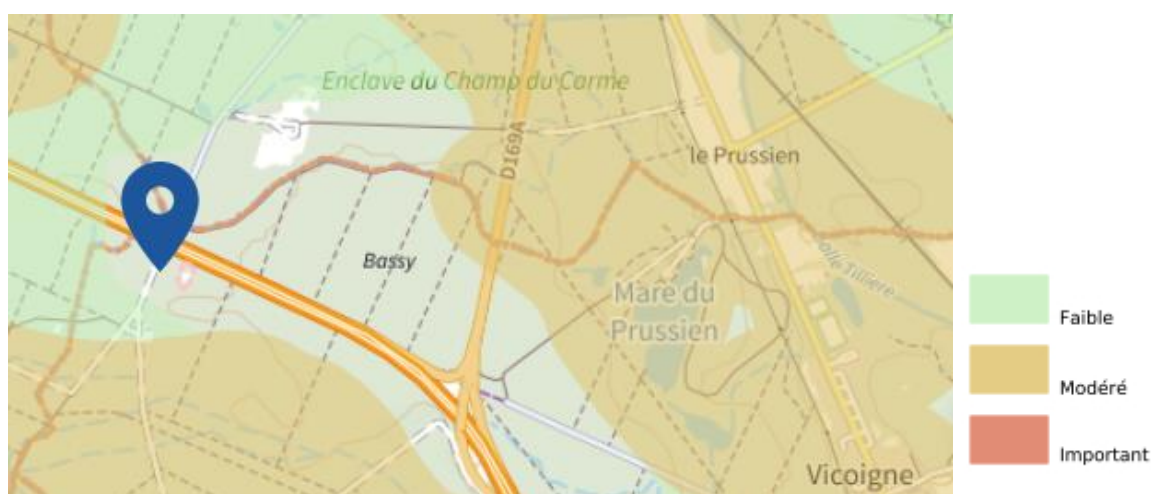 Enclave du Champ du Carme
D169A
le Prussien
Bassy
Mare du
Prussien
Vicoigne
Faible
Modéré
Important